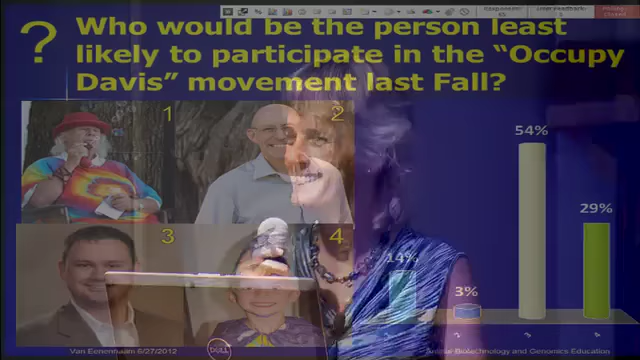 Who would be the person least
? likely to participate in the "Occupy
Davis" movement last Fall?
1
2
3
4
54%
29%
14%
3%
Van Eenennaam 6/27/2012
DULL
Animal Biotechnology and Genomics Education